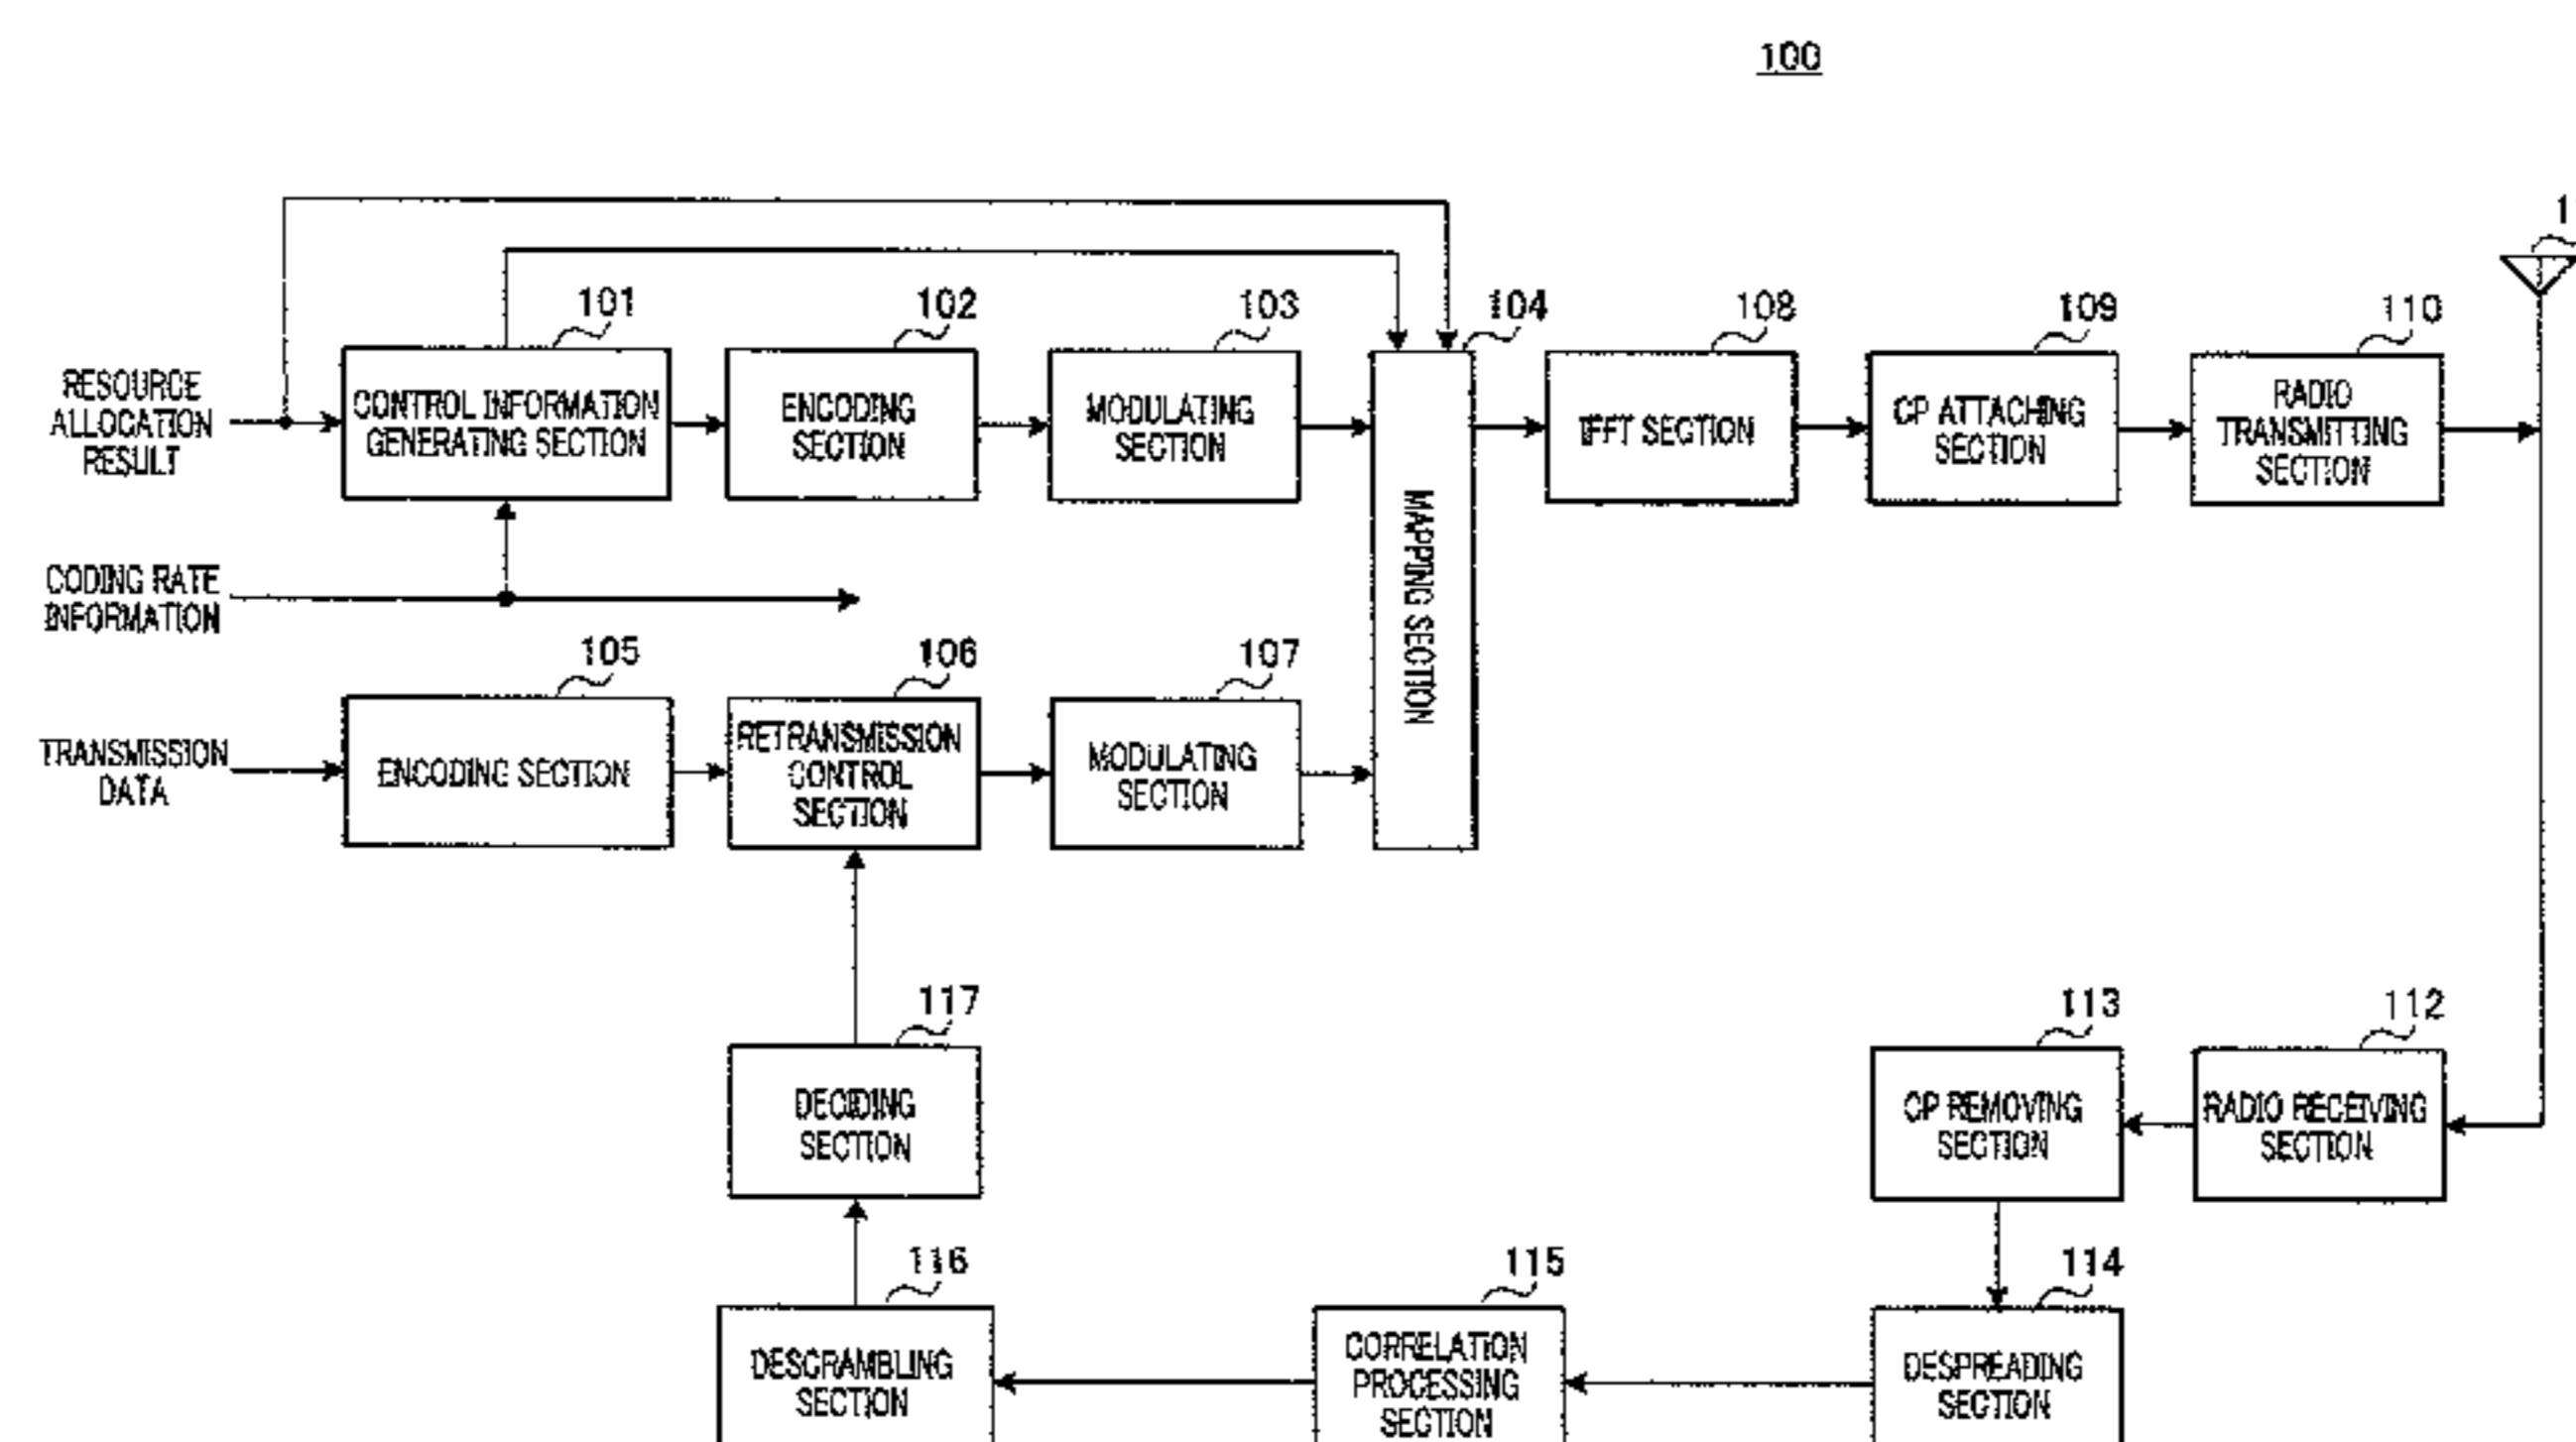 100
101
102
103
104
108
109
110
RESOURCE
ALLOCATION
RESULT
CONTROL INFORMATION
GENERATING SECTION
ENCODING
SECTION
MODULATING
SECTION
MAPPING SECTION
IFFT SECTION
CP ATTACHING
SECTION
RADIO
TRANSMITTING
SECTION
CODING RATE
INFORMATION
105
106
107
TRANSMISSION
DATA
ENCODING SECTION
RETRANSMISSION
CONTROL
SECTION
MODULATING
SECTION
117
113
112
DECIDING
SECTION
CP REMOVING
SECTION
RADIO RECEIVING
SECTION
116
115
114
DESCRAMBLING
SECTION
CORRELATION
PROCESSING
SECTION
DESPREADING
SECTION